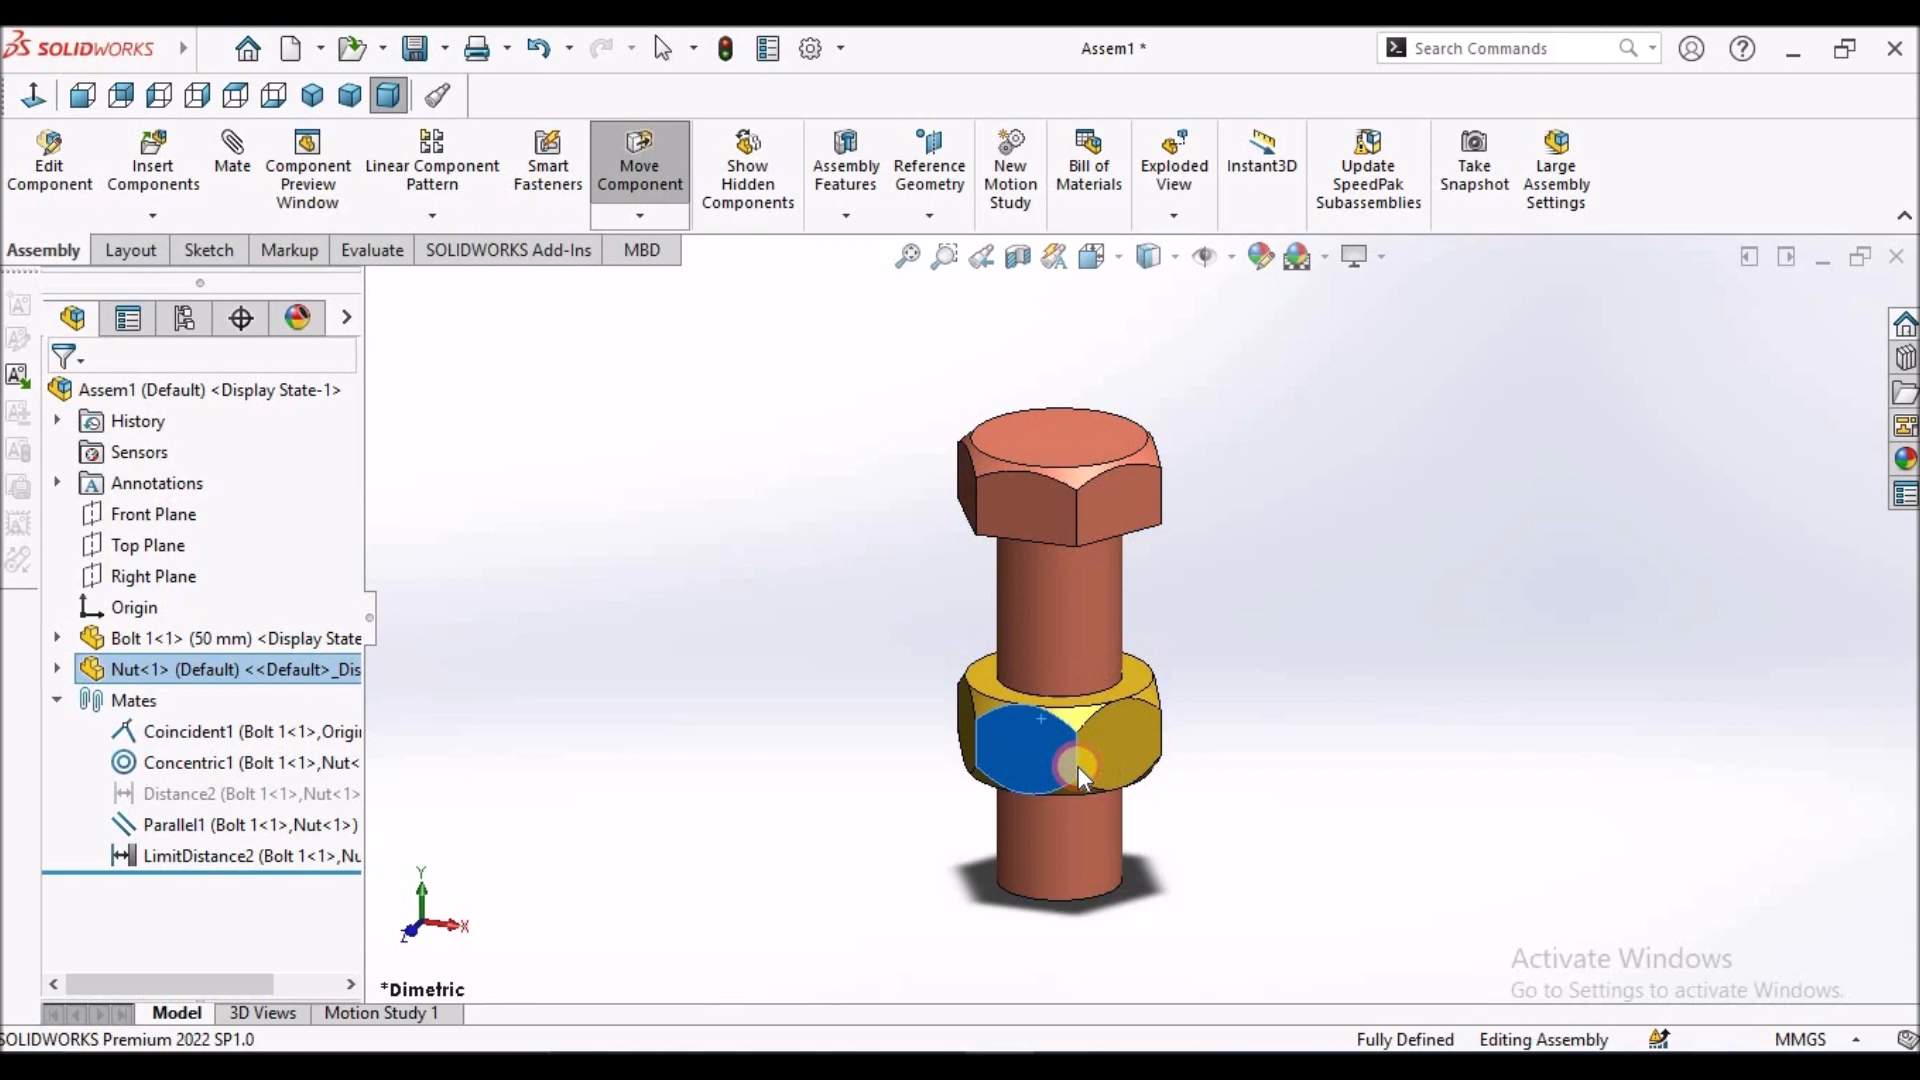 SOLIDWORKS
Assem1 *
Search Commands
Edit
Component
Insert
Components
Mate
Component
Preview
Window
Linear Component
Pattern
Smart
Fasteners
Move
Component
Show
Hidden
Components
Assembly
Features
Reference
Geometry
New
Motion
Study
Bill of
Materials
Exploded
View
Instant3D
Update
SpeedPak
Subassemblies
Take
Snapshot
Large
Assembly
Settings
Assembly
Layout
Sketch
Markup
Evaluate
SOLIDWORKS Add-Ins
MBD
Assem1 (Default) <Display State-1>
History
Sensors
Annotations
Front Plane
Top Plane
Right Plane
Origin
Bolt 1<1> (50 mm) <Display State
Nut<1> (Default) <<Default>_Dis
Mates
Coincident1 (Bolt 1<1>,Origi
Concentric1 (Bolt 1<1>,Nut<
Distance2 (Bolt 1<1>,Nut<1>
Parallel1 (Bolt 1<1>,Nut<1>)
LimitDistance2 (Bolt 1<1>,Nu
Y
X
Z
*Dimetric
Activate Windows
Go to Settings to activate Windows.
Model
3D Views
Motion Study 1
SOLIDWORKS Premium 2022 SP1.0
Fully Defined
Editing Assembly
MMGS